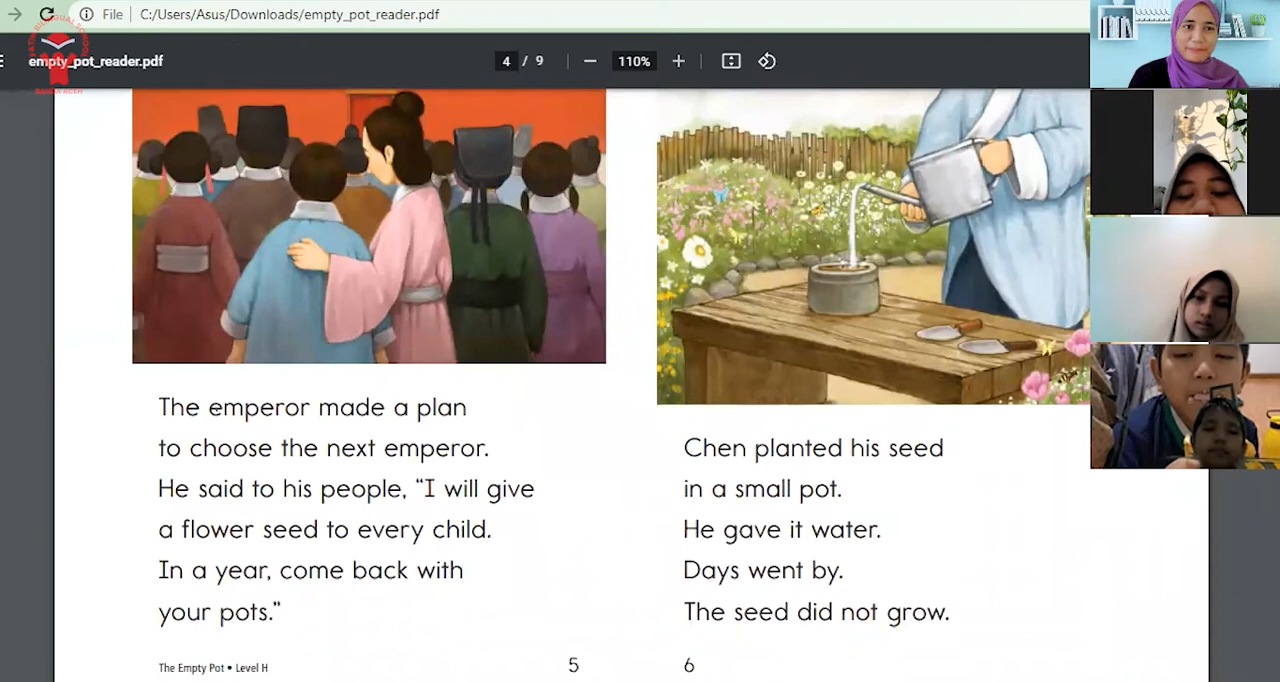 File
C:/Users/Asus/Downloads/empty_pot_reader.pdf
empty_pot_reader.pdf
4 / 9
110%
BANDA ACEH
The emperor made a plan
to choose the next emperor.
He said to his people, “I will give
a flower seed to every child.
In a year, come back with
your pots.”
The Empty Pot • Level H
5
Chen planted his seed
in a small pot.
He gave it water.
Days went by.
The seed did not grow.
6